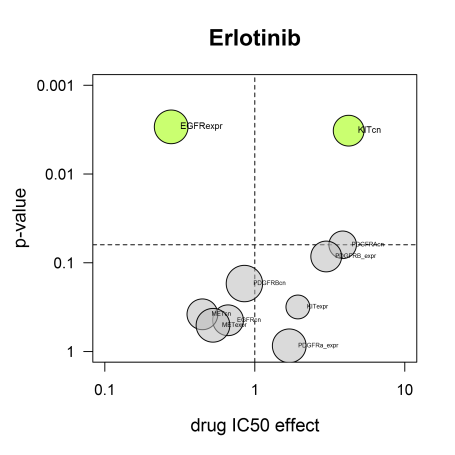 Erlotinib
0.001
EGFRexpr
KITcn
0.01
p-value
PDGFRAcn
PDGFRB_expr
0.1
PDGFRBcn
KITexpr
METcn
EGFRcn
METexpr
PDGFRa_expr
1
0.1
1
10
drug IC50 effect